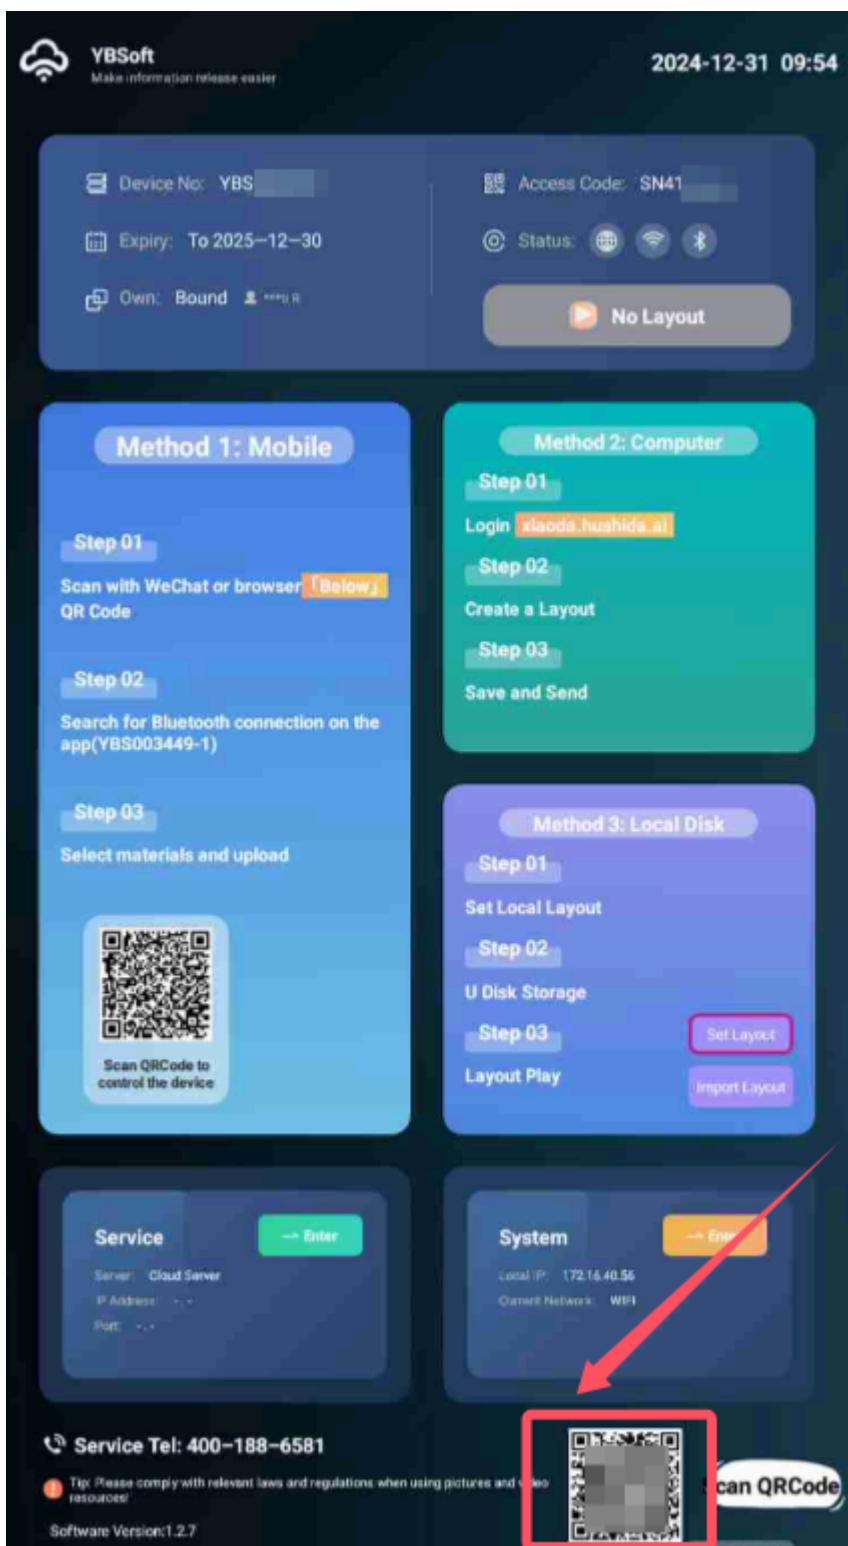 YBSoft
Make information release easier
2024-12-31 09:54
Device No: YBS
Access Code: SN41
Expiry: To 2025-12-30
Status:
Own: Bound
No Layout
Method 1: Mobile
Step 01
Scan with WeChat or browser「Below」
QR Code
Step 02
Search for Bluetooth connection on the
app(YBS003449-1)
Step 03
Select materials and upload
Scan QRCode to
control the device
Method 2: Computer
Step 01
Login xiaoda.hushida.ai
Step 02
Create a Layout
Step 03
Save and Send
Method 3: Local Disk
Step 01
Set Local Layout
Step 02
U Disk Storage
Step 03
Set Layout
Layout Play
Import Layout
Service
Enter
Server: Cloud Server
IP Address: -.-
Port: -.-
System
Local IP: 172.16.40.56
Current Network: WIFI
Service Tel: 400-188-6581
Tip: Please comply with relevant laws and regulations when using pictures and video
resources!
Software Version:1.2.7
can QRCode